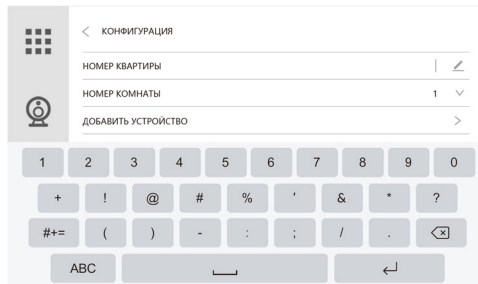 КОНФИГУРАЦИЯ
НОМЕР КВАРТИРЫ
НОМЕР КОМНАТЫ 1
ДОБАВИТЬ УСТРОЙСТВО
1 2 3 4 5 6 7 8 9 0
+ ! @ # % ' & * ?
#+= ( ) - : ; / .
ABC